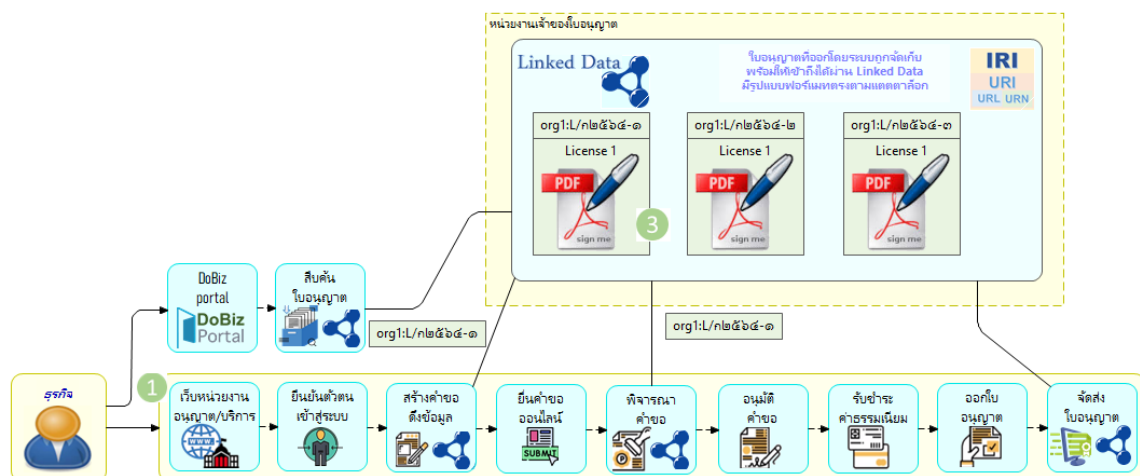 หน่วยงานเจ้าของใบอนุญาต
Linked Data
ใบอนุญาตที่ออกโดยระบบถูกจัดเก็บ
พร้อมให้เข้าถึงได้ผ่าน Linked Data
มีรูปแบบฟอร์แมทตรงตามแคตตาล็อก
IRI
URI
URL URN
org1:L/ก๒๕๖๔-๑
org1:L/ก๒๕๖๔-๒
org1:L/ก๒๕๖๔-๓
License 1
License 1
License 1
PDF
PDF
PDF
sign me
sign me
sign me
3
DoBiz
portal
DoBiz
Portal
สืบค้น
ใบอนุญาต
org1:L/ก๒๕๖๔-๑
org1:L/ก๒๕๖๔-๑
1
ธุรกิจ
เว็บหน่วยงาน
อนุญาต/บริการ
WWW
ยืนยันตัวตน
เข้าสู่ระบบ
สร้างคำขอ
ดึงข้อมูล
ยื่นคำขอ
ออนไลน์
SUBMIT
พิจารณา
คำขอ
อนุมัติ
คำขอ
รับชำระ
ค่าธรรมเนียม
ออกใบ
อนุญาต
จัดส่ง
ใบอนุญาต